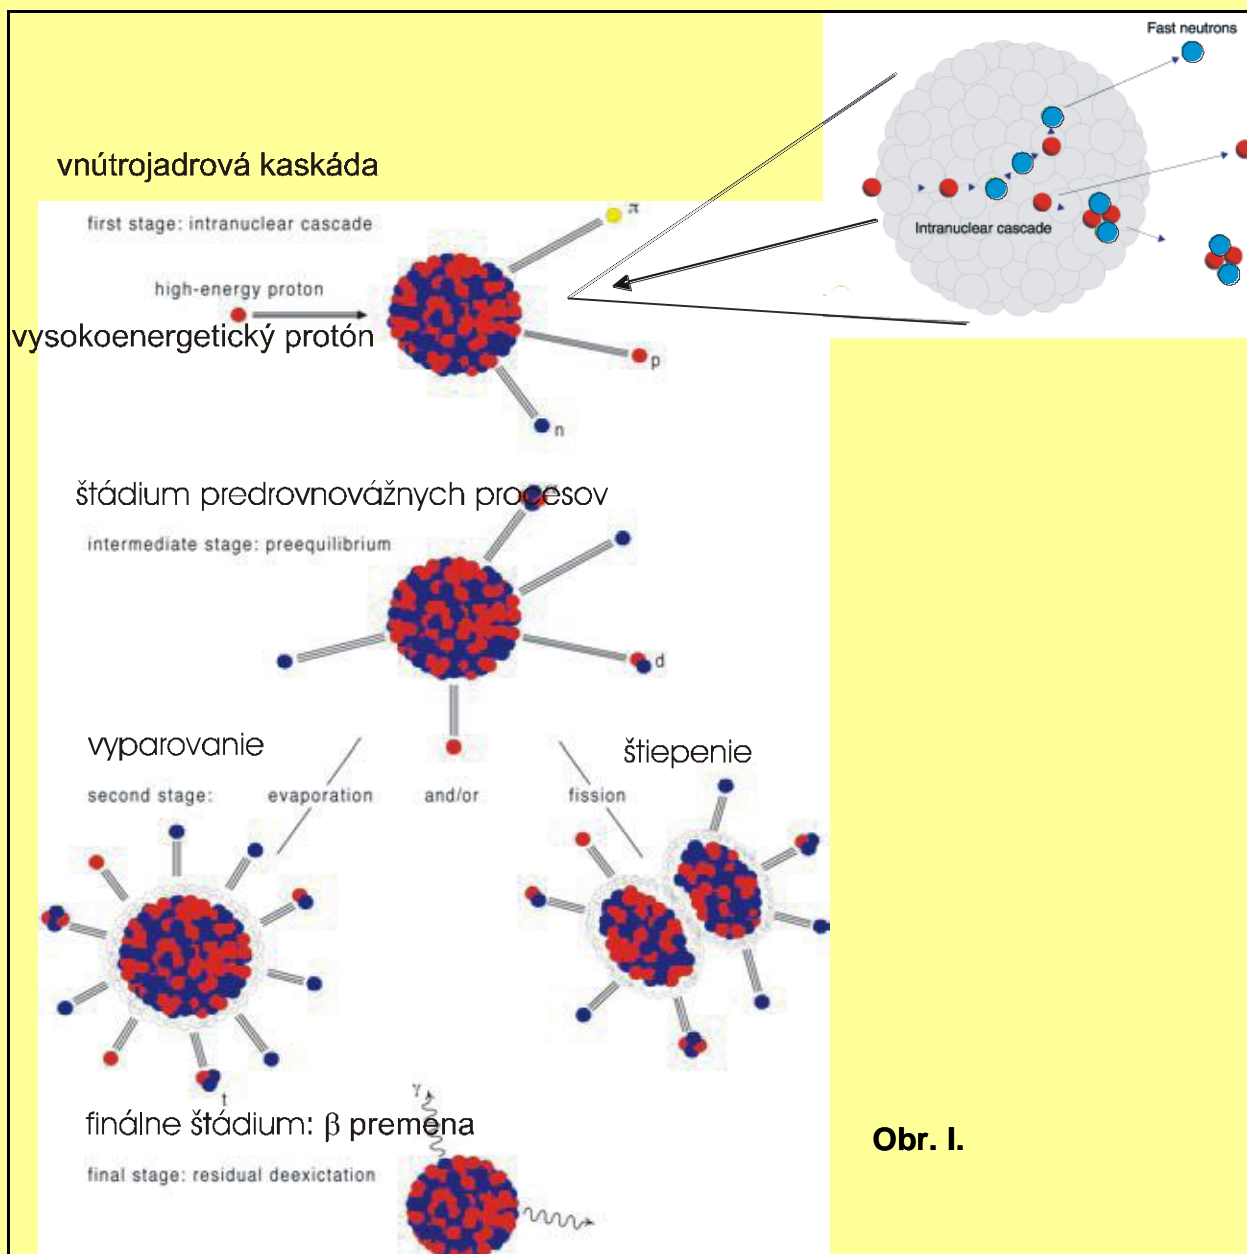 Fast neutrons
vnútrojadrová kaskáda
first stage: intranuclear cascade
π
Intranuclear cascade
high-energy proton
vysokoenergetický protón
p
n
štádium predrovnovážnych procesov
intermediate stage: preequilibrium
d
vyparovanie
štiepenie
second stage: evaporation and/or fission
t
γ
finálne štádium: β premena
final stage: residual deexictation
Obr. I.